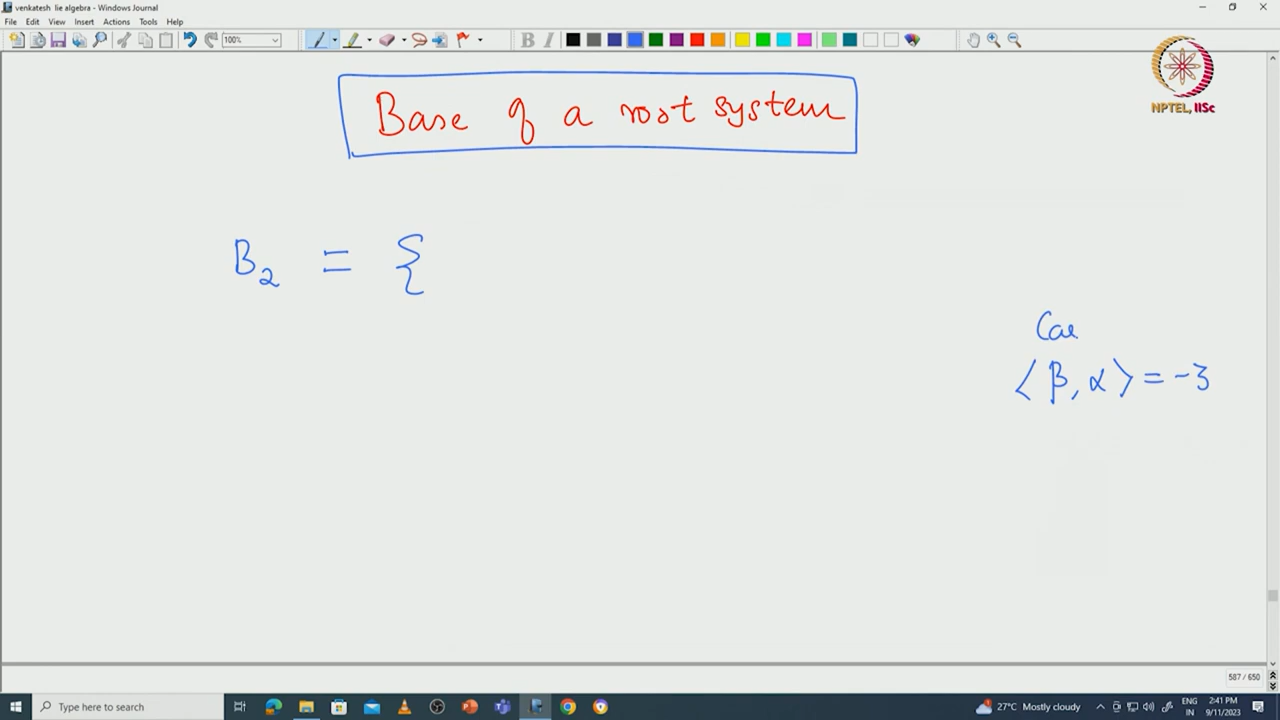 venkatesh lie algebra - Windows Journal
File Edit View Insert Actions Tools Help
100%
B I
NPTEL, IISc
Base of a root system
B₂ = {
Case
⟨β, α⟩ = -3
587 / 650
Type here to search
27°C Mostly cloudy
ENG
IN
2:41 PM
9/11/2023